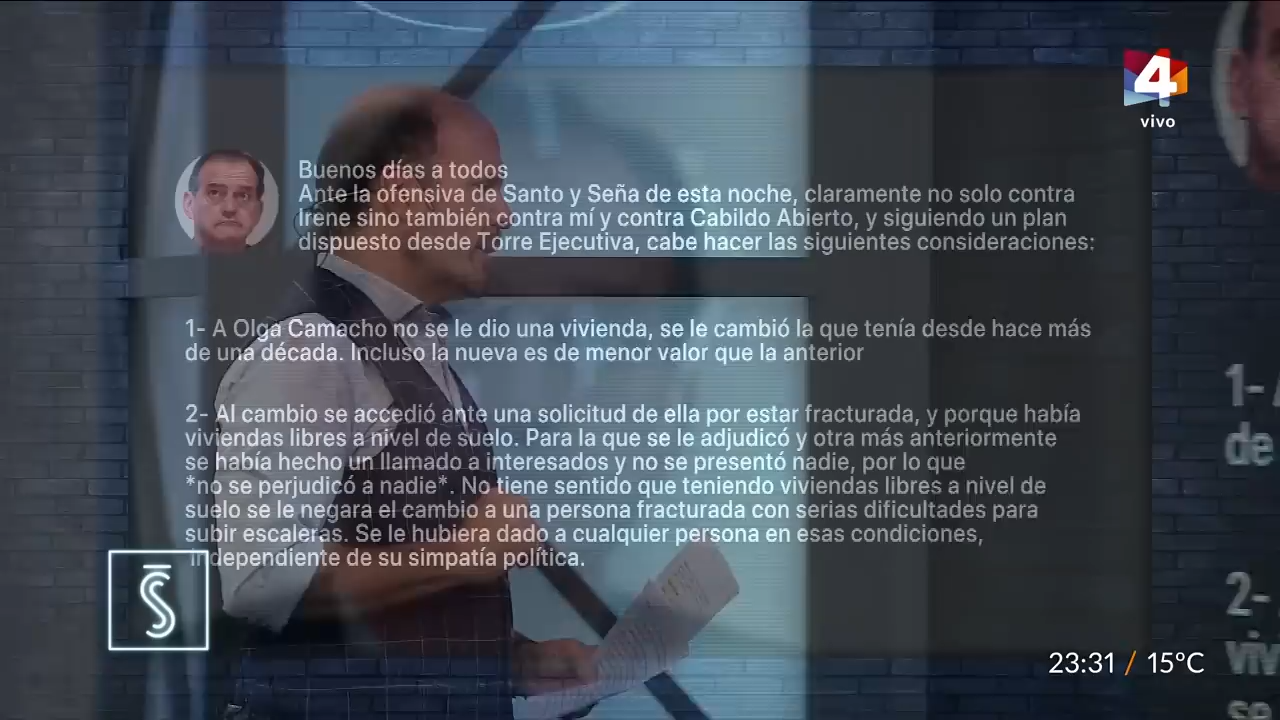 4
vivo
Buenos días a todos
Ante la ofensiva de Santo y Seña de esta noche, claramente no solo contra
Irene sino también contra mí y contra Cabildo Abierto, y siguiendo un plan
dispuesto desde Torre Ejecutiva, cabe hacer las siguientes consideraciones:
1- A Olga Camacho no se le dio una vivienda, se le cambió la que tenía desde hace más
de una década. Incluso la nueva es de menor valor que la anterior
2- Al cambio se accedió ante una solicitud de ella por estar fracturada, y porque había
viviendas libres a nivel de suelo. Para la que se le adjudicó y otra más anteriormente
se había hecho un llamado a interesados y no se presentó nadie, por lo que
*no se perjudicó a nadie*. No tiene sentido que teniendo viviendas libres a nivel de
suelo se le negara el cambio a una persona fracturada con serias dificultades para
subir escaleras. Se le hubiera dado a cualquier persona en esas condiciones,
independiente de su simpatía política.
1-
de
2-
viv
se
S
23:31 / 15°C